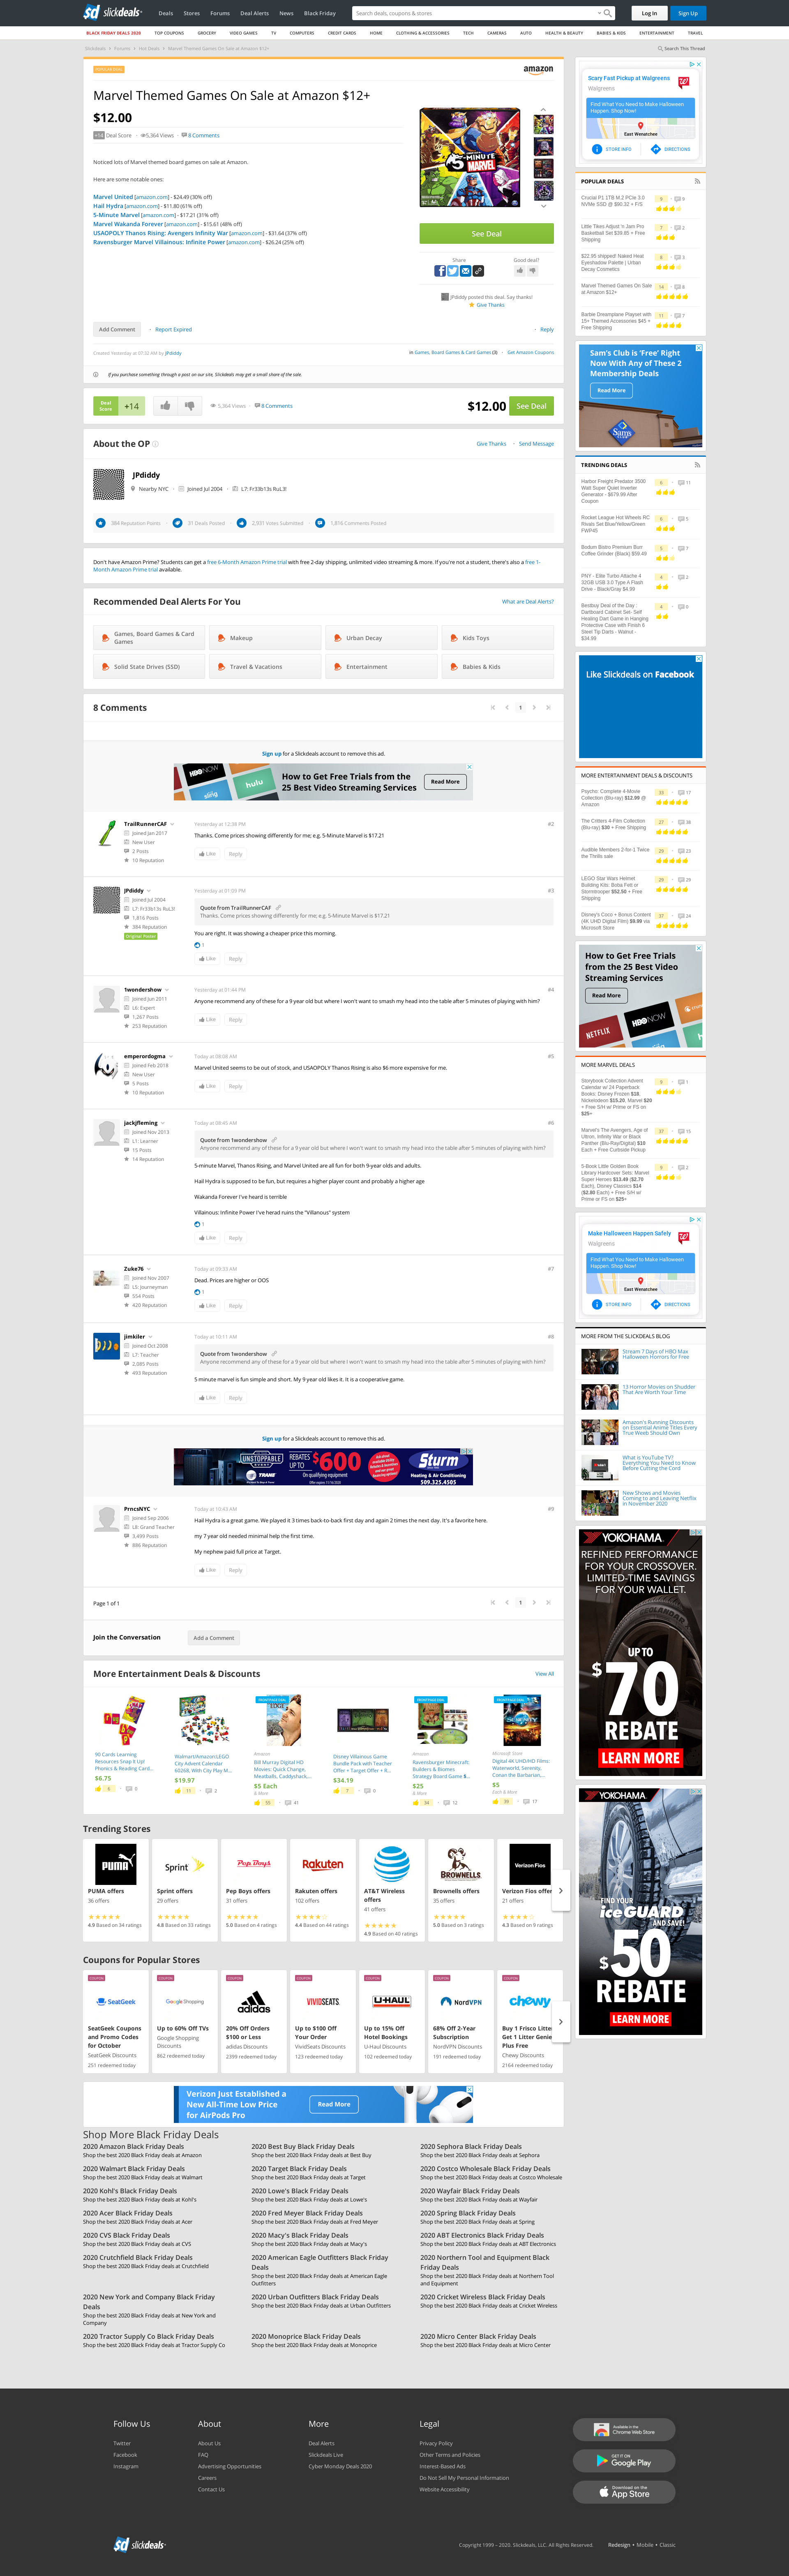 slickdeals
Deals
Stores
Forums
Deal Alerts
News
Black Friday
Search deals, coupons & stores
Log In
Sign Up
BLACK FRIDAY DEALS 2020
TOP COUPONS
GROCERY
VIDEO GAMES
TV
COMPUTERS
CREDIT CARDS
HOME
CLOTHING & ACCESSORIES
TECH
CAMERAS
AUTO
HEALTH & BEAUTY
BABIES & KIDS
ENTERTAINMENT
TRAVEL
Slickdeals > Forums > Hot Deals > Marvel Themed Games On Sale at Amazon $12+
Search This Thread
amazon
Marvel Themed Games On Sale at Amazon $12+
$12.00
+14 Deal Score
5,364 Views
8 Comments
Noticed lots of Marvel themed board games on sale at Amazon.
Here are some notable ones:
Marvel United [amazon.com] - $24.49 (30% off)
Hail Hydra [amazon.com] - $11.80 (61% off)
5-Minute Marvel [amazon.com] - $17.21 (31% off)
Marvel Wakanda Forever [amazon.com] - $15.61 (48% off)
USAOPOLY Thanos Rising: Avengers Infinity War [amazon.com] - $31.64 (37% off)
Ravensburger Marvel Villainous: Infinite Power [amazon.com] - $26.24 (25% off)
5 MINUTE MARVEL
See Deal
Share
Good deal?
JPdiddy posted this deal. Say thanks!
Give Thanks
Add Comment
Report Expired
Reply
Created Yesterday at 07:32 AM by JPdiddy
in Games, Board Games & Card Games (3)
Get Amazon Coupons
If you purchase something through a post on our site, Slickdeals may get a small share of the sale.
Deal Score
+14
5,364 Views
8 Comments
$12.00
See Deal
About the OP
Give Thanks
Send Message
JPdiddy
Nearby NYC
Joined Jul 2004
L7: Fr33b13s RuL3!
384 Reputation Points
31 Deals Posted
2,931 Votes Submitted
1,816 Comments Posted
Don't have Amazon Prime? Students can get a free 6-Month Amazon Prime trial with free 2-day shipping, unlimited video streaming & more. If you're not a student, there's also a free 1-
Month Amazon Prime trial available.
Recommended Deal Alerts For You
What are Deal Alerts?
Games, Board Games & Card Games
Makeup
Urban Decay
Kids Toys
Solid State Drives (SSD)
Travel & Vacations
Entertainment
Babies & Kids
8 Comments
1
Sign up for a Slickdeals account to remove this ad.
HBO NOW
sling
hulu
How to Get Free Trials from the
25 Best Video Streaming Services
Read More
TrailRunnerCAF
Joined Jan 2017
New User
2 Posts
10 Reputation
Yesterday at 12:38 PM
#2
Thanks. Come prices showing differently for me; e.g. 5-Minute Marvel is $17.21
Like
Reply
JPdiddy
Joined Jul 2004
L7: Fr33b13s RuL3!
1,816 Posts
384 Reputation
Original Poster
Yesterday at 01:09 PM
#3
Quote from TrailRunnerCAF
Thanks. Come prices showing differently for me; e.g. 5-Minute Marvel is $17.21
You are right. It was showing a cheaper price this morning.
1
Like
Reply
1wondershow
Joined Jun 2011
L6: Expert
1,267 Posts
253 Reputation
Yesterday at 01:44 PM
#4
Anyone recommend any of these for a 9 year old but where I won't want to smash my head into the table after 5 minutes of playing with him?
Like
Reply
emperordogma
Joined Feb 2018
New User
5 Posts
10 Reputation
Today at 08:08 AM
#5
Marvel United seems to be out of stock, and USAOPOLY Thanos Rising is also $6 more expensive for me.
Like
Reply
jackjfleming
Joined Nov 2013
L1: Learner
15 Posts
14 Reputation
Today at 08:40 AM
#6
Quote from 1wondershow
Anyone recommend any of these for a 9 year old but where I won't want to smash my head into the table after 5 minutes of playing with him?
5-minute Marvel, Thanos Rising, and Marvel United are all fun for both 9-year olds and adults.
Hail Hydra is supposed to be fun, but requires a higher player count and probably a higher age
Wakanda Forever I've heard is terrible
Villainous: Infinite Power I've herad ruins the "Villanous" system
1
Like
Reply
Zuke76
Joined Nov 2007
L5: Journeyman
554 Posts
420 Reputation
Today at 09:33 AM
#7
Dead. Prices are higher or OOS
1
Like
Reply
jimkiler
Joined Oct 2008
L7: Teacher
2,085 Posts
493 Reputation
Today at 10:11 AM
#8
Quote from 1wondershow
Anyone recommend any of these for a 9 year old but where I won't want to smash my head into the table after 5 minutes of playing with him?
5 minute marvel is fun simple and short. My 9 year old likes it. It is a cooperative game.
Like
Reply
Sign up for a Slickdeals account to remove this ad.
TRANE
REBATES UP TO $600
On qualifying equipment
Sturm
Heating & Air Conditioning
509.325.4505
PrncsNYC
Joined Sep 2006
L8: Grand Teacher
3,499 Posts
886 Reputation
Today at 10:43 AM
#9
Hail Hydra is a great game. We played it 3 times back-to-back first day and again 2 times the next day. It's a favorite here.
my 7 year old needed minimal help the first time.
My nephew paid full price at Target.
Like
Reply
Page 1 of 1
1
Join the Conversation
Add a Comment
More Entertainment Deals & Discounts
View All
90 Cards Learning Resources Snap It Up! Phonics & Reading Card...
$6.75
6
0
Walmart/Amazon:LEGO City Advent Calendar 60268, With City Play M...
$19.97
11
2
Amazon
Bill Murray Digital HD Movies: Quick Change, Meatballs, Caddyshack,...
$5 Each
& More
55
41
Disney Villainous Game Bundle Pack with Teacher Offer + Target Offer + R...
$34.19
7
0
Amazon
Ravensburger Minecraft: Builders & Biomes Strategy Board Game $...
$25
& More
34
12
Microsoft Store
Digital 4K UHD/HD Films: Waterworld, Serenity, Conan the Barbarian,...
$5
Each & More
39
17
Trending Stores
PUMA offers
36 offers
4.9 Based on 34 ratings
Sprint offers
29 offers
4.8 Based on 33 ratings
Pep Boys offers
31 offers
5.0 Based on 4 ratings
Rakuten offers
102 offers
4.4 Based on 44 ratings
AT&T Wireless offers
41 offers
4.9 Based on 40 ratings
Brownells offers
35 offers
5.0 Based on 3 ratings
Verizon Fios offers
21 offers
4.3 Based on 9 ratings
Coupons for Popular Stores
SeatGeek Coupons and Promo Codes for October
SeatGeek Discounts
251 redeemed today
Up to 60% Off TVs
Google Shopping Discounts
862 redeemed today
20% Off Orders $100 or Less
adidas Discounts
2399 redeemed today
Up to $100 Off Your Order
VividSeats Discounts
123 redeemed today
Up to 15% Off Hotel Bookings
U-Haul Discounts
102 redeemed today
68% Off 2-Year Subscription
NordVPN Discounts
191 redeemed today
Buy 1 Frisco Litter Get 1 Litter Genie Plus Free
Chewy Discounts
2164 redeemed today
Verizon Just Established a
New All-Time Low Price
for AirPods Pro
Read More
Shop More Black Friday Deals
2020 Amazon Black Friday Deals
Shop the best 2020 Black Friday deals at Amazon
2020 Best Buy Black Friday Deals
Shop the best 2020 Black Friday deals at Best Buy
2020 Sephora Black Friday Deals
Shop the best 2020 Black Friday deals at Sephora
2020 Walmart Black Friday Deals
Shop the best 2020 Black Friday deals at Walmart
2020 Target Black Friday Deals
Shop the best 2020 Black Friday deals at Target
2020 Costco Wholesale Black Friday Deals
Shop the best 2020 Black Friday deals at Costco Wholesale
2020 Kohl's Black Friday Deals
Shop the best 2020 Black Friday deals at Kohl's
2020 Lowe's Black Friday Deals
Shop the best 2020 Black Friday deals at Lowe's
2020 Wayfair Black Friday Deals
Shop the best 2020 Black Friday deals at Wayfair
2020 Acer Black Friday Deals
Shop the best 2020 Black Friday deals at Acer
2020 Fred Meyer Black Friday Deals
Shop the best 2020 Black Friday deals at Fred Meyer
2020 Spring Black Friday Deals
Shop the best 2020 Black Friday deals at Spring
2020 CVS Black Friday Deals
Shop the best 2020 Black Friday deals at CVS
2020 Macy's Black Friday Deals
Shop the best 2020 Black Friday deals at Macy's
2020 ABT Electronics Black Friday Deals
Shop the best 2020 Black Friday deals at ABT Electronics
2020 Crutchfield Black Friday Deals
Shop the best 2020 Black Friday deals at Crutchfield
2020 American Eagle Outfitters Black Friday Deals
Shop the best 2020 Black Friday deals at American Eagle Outfitters
2020 Northern Tool and Equipment Black Friday Deals
Shop the best 2020 Black Friday deals at Northern Tool and Equipment
2020 New York and Company Black Friday Deals
Shop the best 2020 Black Friday deals at New York and Company
2020 Urban Outfitters Black Friday Deals
Shop the best 2020 Black Friday deals at Urban Outfitters
2020 Cricket Wireless Black Friday Deals
Shop the best 2020 Black Friday deals at Cricket Wireless
2020 Tractor Supply Co Black Friday Deals
Shop the best 2020 Black Friday deals at Tractor Supply Co
2020 Monoprice Black Friday Deals
Shop the best 2020 Black Friday deals at Monoprice
2020 Micro Center Black Friday Deals
Shop the best 2020 Black Friday deals at Micro Center
Scary Fast Pickup at Walgreens
Walgreens
Find What You Need to Make Halloween Happen. Shop Now!
East Wenatchee
STORE INFO
DIRECTIONS
POPULAR DEALS
Crucial P1 1TB M.2 PCIe 3.0 NVMe SSD @ $90.32 + F/S
Little Tikes Adjust 'n Jam Pro Basketball Set $39.85 + Free Shipping
$22.95 shipped! Naked Heat Eyeshadow Palette | Urban Decay Cosmetics
Marvel Themed Games On Sale at Amazon $12+
Barbie Dreamplane Playset with 15+ Themed Accessories $45 + Free Shipping
Sam's Club is 'Free' Right
Now With Any of These 2
Membership Deals
Read More
TRENDING DEALS
Harbor Freight Predator 3500 Watt Super Quiet Inverter Generator - $679.99 After Coupon
Rocket League Hot Wheels RC Rivals Set Blue/Yellow/Green FWP45
Bodum Bistro Premium Burr Coffee Grinder (Black) $59.49
PNY - Elite Turbo Attache 4 32GB USB 3.0 Type A Flash Drive - Black/Gray $4.99
Bestbuy Deal of the Day : Dartboard Cabinet Set- Self Healing Dart Game in Hanging Protective Case with Finish 6 Steel Tip Darts - Walnut - $34.99
Like Slickdeals on Facebook
MORE ENTERTAINMENT DEALS & DISCOUNTS
Psycho: Complete 4-Movie Collection (Blu-ray) $12.99 @ Amazon
The Critters 4-Film Collection (Blu-ray) $30 + Free Shipping
Audible Members 2-for-1 Twice the Thrills sale
LEGO Star Wars Helmet Building Kits: Boba Fett or Stormtrooper $52.50 + Free Shipping
Disney's Coco + Bonus Content (4K UHD Digital Film) $9.99 via Microsoft Store
How to Get Free Trials
from the 25 Best Video
Streaming Services
Read More
NETFLIX
MORE MARVEL DEALS
Storybook Collection Advent Calendar w/ 24 Paperback Books: Disney Frozen $18, Nickelodeon $15.20, Marvel $20 + Free S/H w/ Prime or FS on $25+
Marvel's The Avengers, Age of Ultron, Infinity War or Black Panther (Blu-Ray/Digital) $10 Each + Free Curbside Pickup
5-Book Little Golden Book Library Hardcover Sets: Marvel Super Heroes $13.49 ($2.70 Each), Disney Classics $14 ($2.80 Each) + Free S/H w/ Prime or FS on $25+
Make Halloween Happen Safely
Walgreens
Find What You Need to Make Halloween Happen. Shop Now!
East Wenatchee
STORE INFO
DIRECTIONS
MORE FROM THE SLICKDEALS BLOG
Stream 7 Days of HBO Max Halloween Horrors for Free
13 Horror Movies on Shudder That Are Worth Your Time
Amazon's Running Discounts on Essential Anime Titles Every True Weeb Should Own
What is YouTube TV? Everything You Need to Know Before Cutting the Cord
New Shows and Movies Coming to and Leaving Netflix in November 2020
YOKOHAMA
REFINED PERFORMANCE
FOR YOUR CROSSOVER.
LIMITED-TIME SAVINGS
FOR YOUR WALLET.
UP TO
$70
REBATE
LEARN MORE
YOKOHAMA
FIND YOUR
iceGUARD
AND SAVE!
$50
REBATE
LEARN MORE
Follow Us
Twitter
Facebook
Instagram
About
About Us
FAQ
Advertising Opportunities
Careers
Contact Us
More
Deal Alerts
Slickdeals Live
Cyber Monday Deals 2020
Legal
Privacy Policy
Other Terms and Policies
Interest-Based Ads
Do Not Sell My Personal Information
Website Accessibility
Available in the
Chrome Web Store
GET IT ON
Google Play
Download on the
App Store
slickdeals
Copyright 1999 – 2020. Slickdeals, LLC. All Rights Reserved.
Redesign • Mobile • Classic